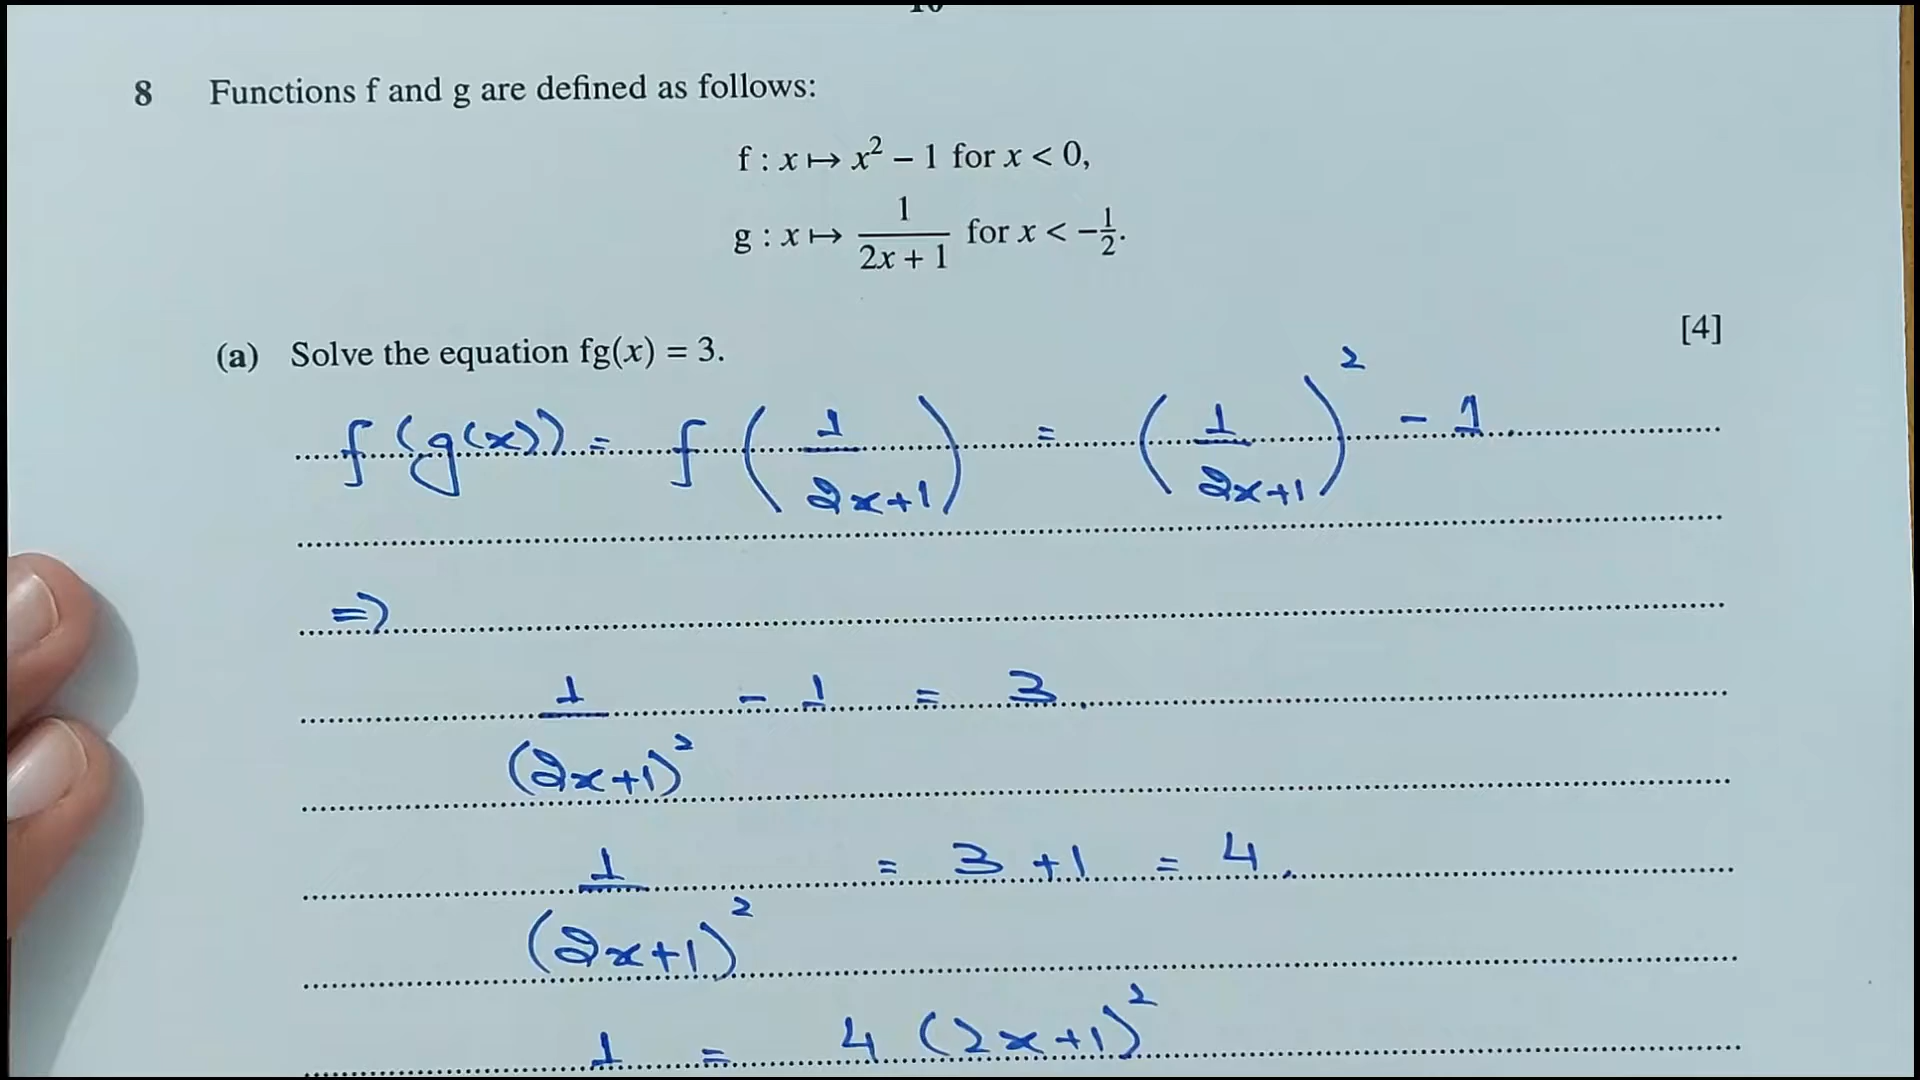 8 Functions f and g are defined as follows:
f : x ↦ x² − 1 for x < 0,
g : x ↦ 1/(2x + 1) for x < −1/2.
(a) Solve the equation fg(x) = 3. [4]
f(g(x)) = f(1/(2x+1)) = (1/(2x+1))² - 1
=>
1/(2x+1)² - 1 = 3.
1/(2x+1)² = 3+1 = 4.
1 = 4(2x+1)²